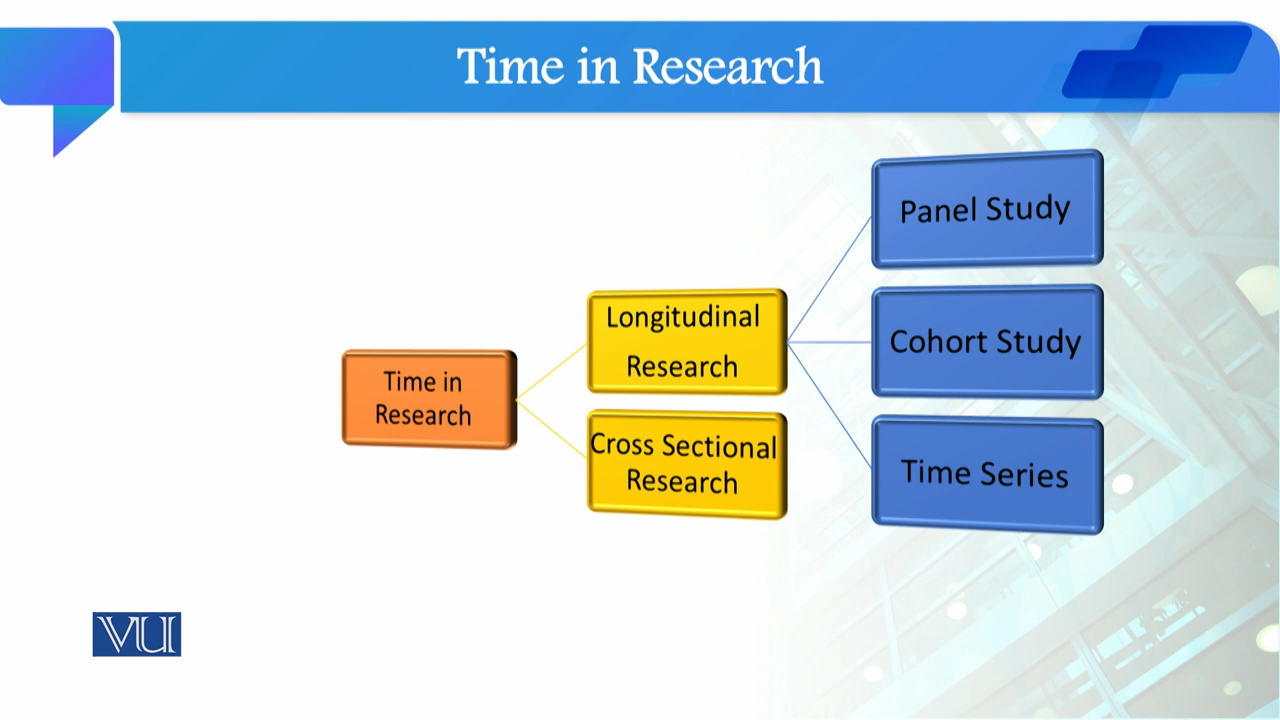 Time in Research
Time in
Research
Longitudinal
Research
Cross Sectional
Research
Panel Study
Cohort Study
Time Series
VU